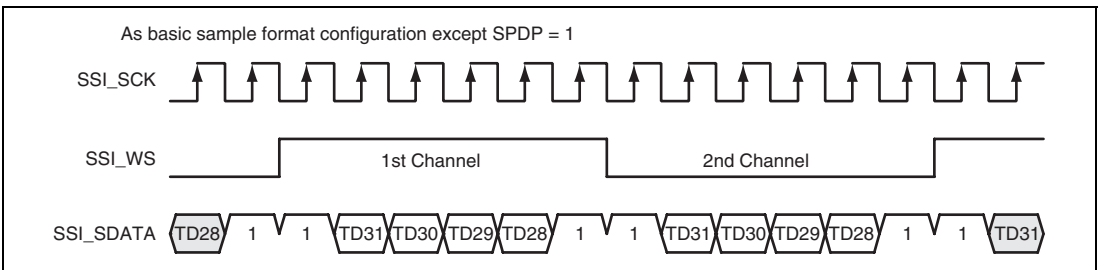 As basic sample format configuration except SPDP = 1
SSI_SCK
SSI_WS 1st Channel 2nd Channel
SSI_SDATA TD28 1 1 TD31 TD30 TD29 TD28 1 1 TD31 TD30 TD29 TD28 1 1 TD31